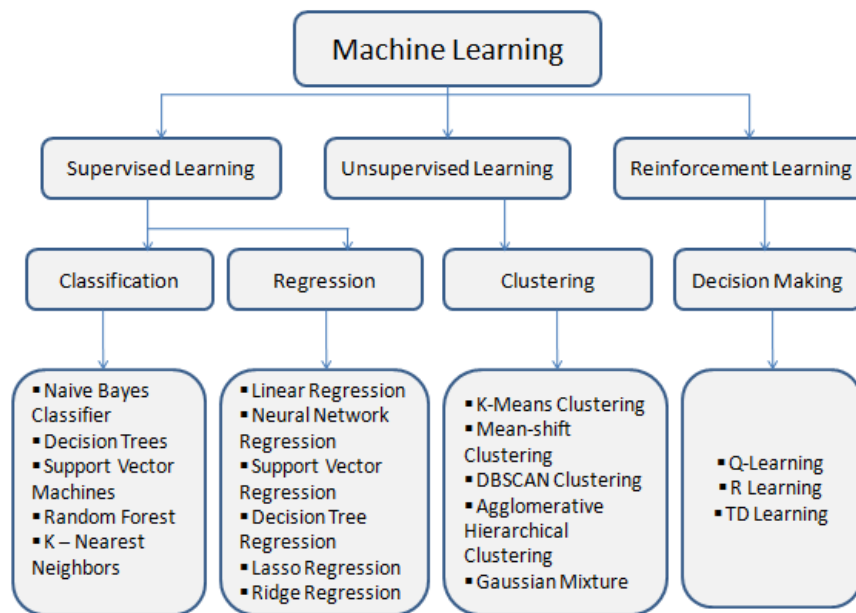 Machine Learning
Supervised Learning
Unsupervised Learning
Reinforcement Learning
Classification
Regression
Clustering
Decision Making
▪ Naive Bayes
Classifier
▪ Decision Trees
▪ Support Vector
Machines
▪ Random Forest
▪ K – Nearest
Neighbors
▪ Linear Regression
▪ Neural Network
Regression
▪ Support Vector
Regression
▪ Decision Tree
Regression
▪ Lasso Regression
▪ Ridge Regression
▪ K-Means Clustering
▪ Mean-shift
Clustering
▪ DBSCAN Clustering
▪ Agglomerative
Hierarchical
Clustering
▪ Gaussian Mixture
▪ Q-Learning
▪ R Learning
▪ TD Learning